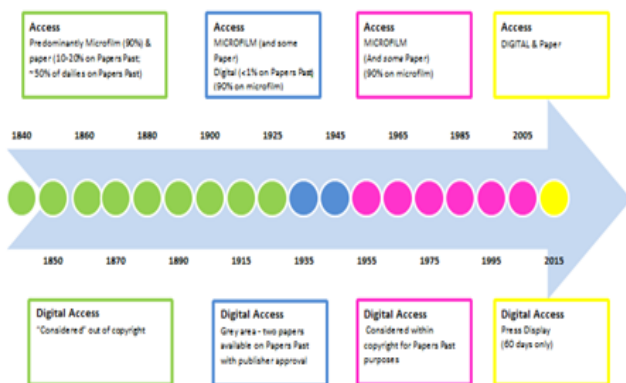 Access
Predominantly Microfilm (90%) &
paper (10-20% on Papers Past;
~50% of dailies on Papers Past)
Access
MICROFILM (and some
Paper)
Digital (<1% on Papers Past)
(90% on microfilm)
Access
MICROFILM
(And some Paper)
(90% on microfilm)
Access
DIGITAL & Paper
1840 1860 1880 1900 1925 1945 1965 1985 2005
1850 1870 1890 1915 1935 1955 1975 1995 2015
Digital Access
"Considered" out of copyright
Digital Access
Grey area - two papers
available on Papers Past
with publisher approval
Digital Access
Considered within
copyright for Papers Past
purposes
Digital Access
Press Display
(60 days only)